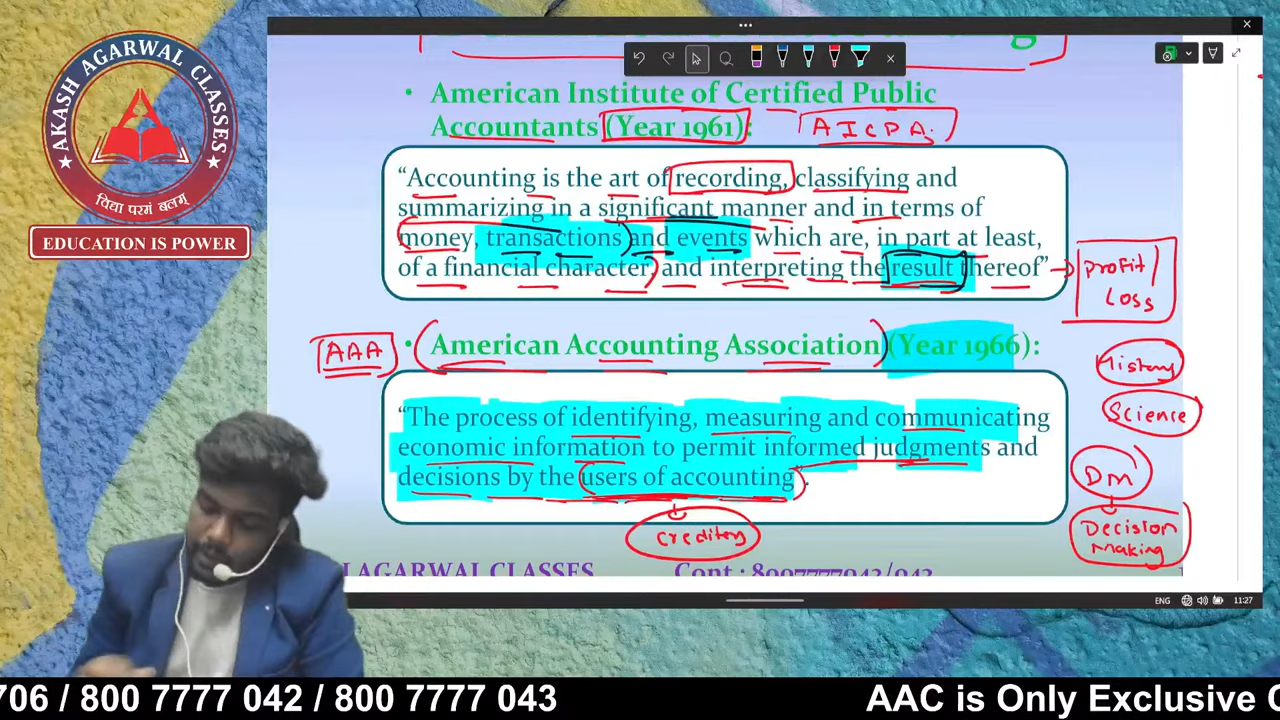 AKASH AGARWAL CLASSES
विद्या परमं बलम्
EDUCATION IS POWER
• American Institute of Certified Public
Accountants (Year 1961):
AICPA.
“Accounting is the art of recording, classifying and
summarizing in a significant manner and in terms of
money, transactions and events which are, in part at least,
of a financial character, and interpreting the result thereof”
Profit/
Loss
AAA
• American Accounting Association (Year 1966):
History
Science
“The process of identifying, measuring and communicating
economic information to permit informed judgments and
decisions by the users of accounting”.
DM
Decision
Making
Creditors
AGARWAL CLASSES
Cont : 8007777042/043
ENG
11:27
706 / 800 7777 042 / 800 7777 043
AAC is Only Exclusive